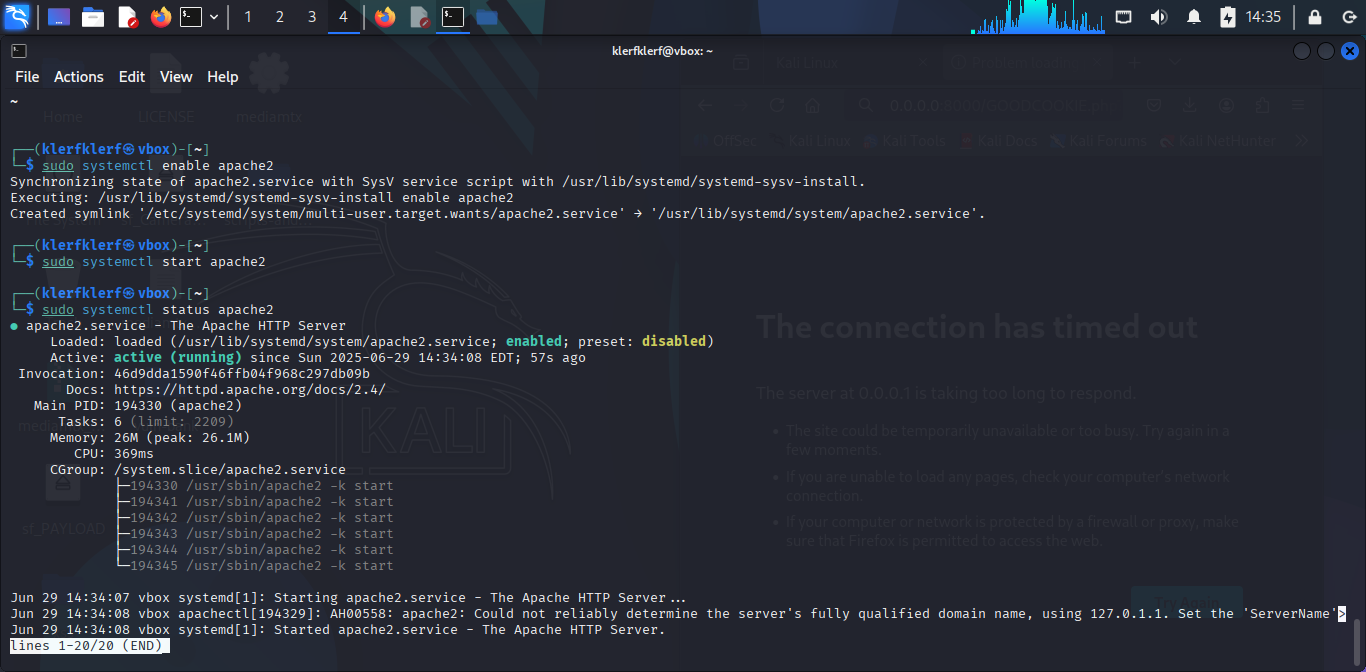 1 2 3 4
14:35
klerfklerf@vbox: ~
File Actions Edit View Help
~
Home LICENSE mediamtx
┌──(klerfklerf㉿vbox)-[~]
└─$ sudo systemctl enable apache2
Synchronizing state of apache2.service with SysV service script with /usr/lib/systemd/systemd-sysv-install.
Executing: /usr/lib/systemd/systemd-sysv-install enable apache2
Created symlink '/etc/systemd/system/multi-user.target.wants/apache2.service' → '/usr/lib/systemd/system/apache2.service'.
┌──(klerfklerf㉿vbox)-[~]
└─$ sudo systemctl start apache2
┌──(klerfklerf㉿vbox)-[~]
└─$ sudo systemctl status apache2
● apache2.service - The Apache HTTP Server
Loaded: loaded (/usr/lib/systemd/system/apache2.service; enabled; preset: disabled)
Active: active (running) since Sun 2025-06-29 14:34:08 EDT; 57s ago
Invocation: 46d9dda1590f46ffb04f968c297db09b
Docs: https://httpd.apache.org/docs/2.4/
Main PID: 194330 (apache2)
Tasks: 6 (limit: 2209)
Memory: 26M (peak: 26.1M)
CPU: 369ms
CGroup: /system.slice/apache2.service
├─194330 /usr/sbin/apache2 -k start
├─194341 /usr/sbin/apache2 -k start
├─194342 /usr/sbin/apache2 -k start
├─194343 /usr/sbin/apache2 -k start
├─194344 /usr/sbin/apache2 -k start
└─194345 /usr/sbin/apache2 -k start
Jun 29 14:34:07 vbox systemd[1]: Starting apache2.service - The Apache HTTP Server...
Jun 29 14:34:08 vbox apachectl[194329]: AH00558: apache2: Could not reliably determine the server's fully qualified domain name, using 127.0.1.1. Set the 'ServerName'>
Jun 29 14:34:08 vbox systemd[1]: Started apache2.service - The Apache HTTP Server.
lines 1-20/20 (END)
KALI
sf_PAYLOAD
Kali Linux
OffSec Kali Linux Kali Tools Kali Docs Kali Forums Kali NetHunter
The connection has timed out
The server at 0.0.0.1 is taking too long to respond.
The site could be temporarily unavailable or too busy. Try again in a
few moments.
If you are unable to load any pages, check your computer's network
connection.
If your computer or network is protected by a firewall or proxy, make
sure that Firefox is permitted to access the web.